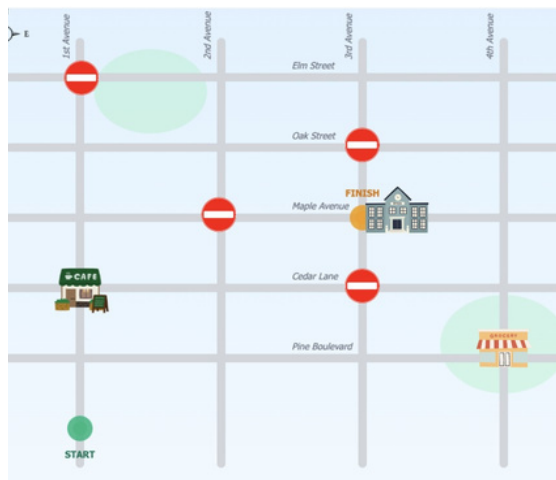 1st Avenue
2nd Avenue
3rd Avenue
4th Avenue
E
Elm Street
Oak Street
FINISH
Maple Avenue
CAFE
Cedar Lane
GROCERY
Pine Boulevard
START